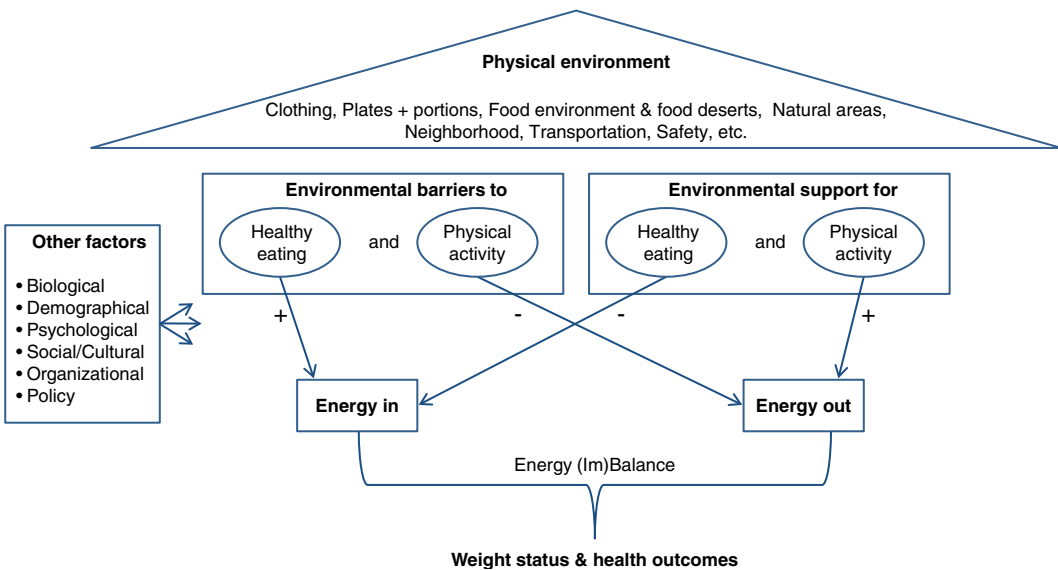 Physical environment
Clothing, Plates + portions, Food environment & food deserts, Natural areas,
Neighborhood, Transportation, Safety, etc.
Environmental barriers to
Healthy
eating
and
Physical
activity
Environmental support for
Healthy
eating
and
Physical
activity
Other factors
• Biological
• Demographical
• Psychological
• Social/Cultural
• Organizational
• Policy
+
-
-
+
Energy in
Energy out
Energy (Im)Balance
Weight status & health outcomes